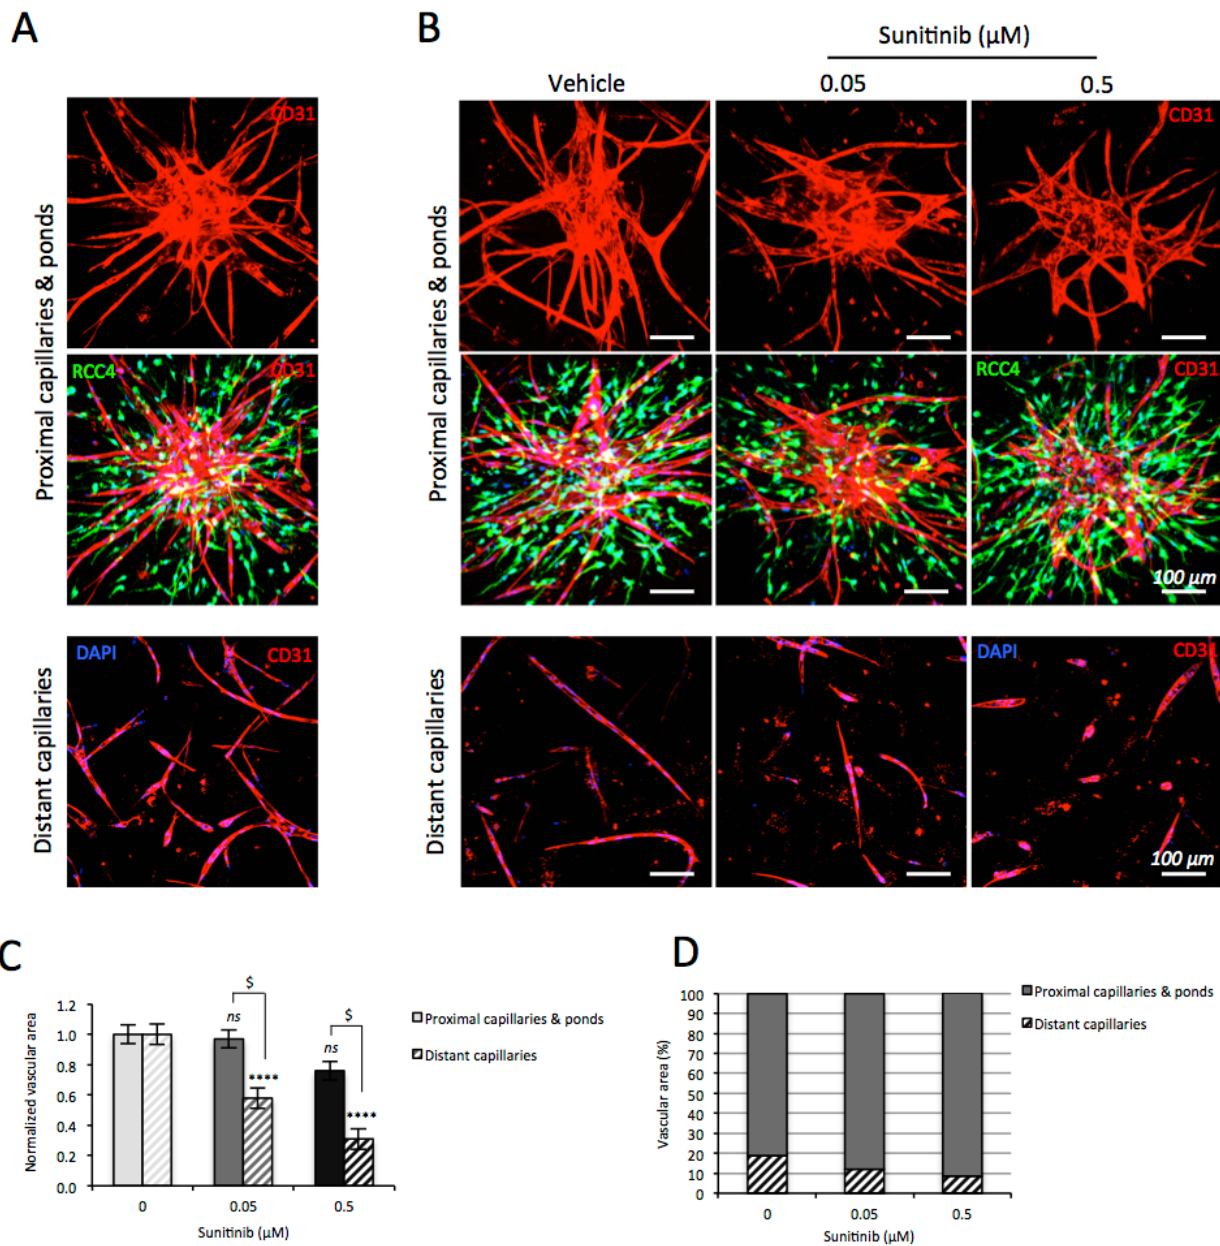 A
B
Sunitinib (µM)
Vehicle
0.05
0.5
Proximal capillaries & ponds
CD31
RCC4
CD31
Proximal capillaries & ponds
CD31
RCC4
CD31
100 µm
Distant capillaries
DAPI
CD31
Distant capillaries
DAPI
CD31
100 µm
C
Normalized vascular area
1.2
1.0
0.8
0.6
0.4
0.2
0.0
$
ns
****
$
ns
****
0
0.05
0.5
Sunitinib (µM)
Proximal capillaries & ponds
Distant capillaries
D
Vascular area (%)
100
90
80
70
60
50
40
30
20
10
0
0
0.05
0.5
Sunitinib (µM)
Proximal capillaries & ponds
Distant capillaries